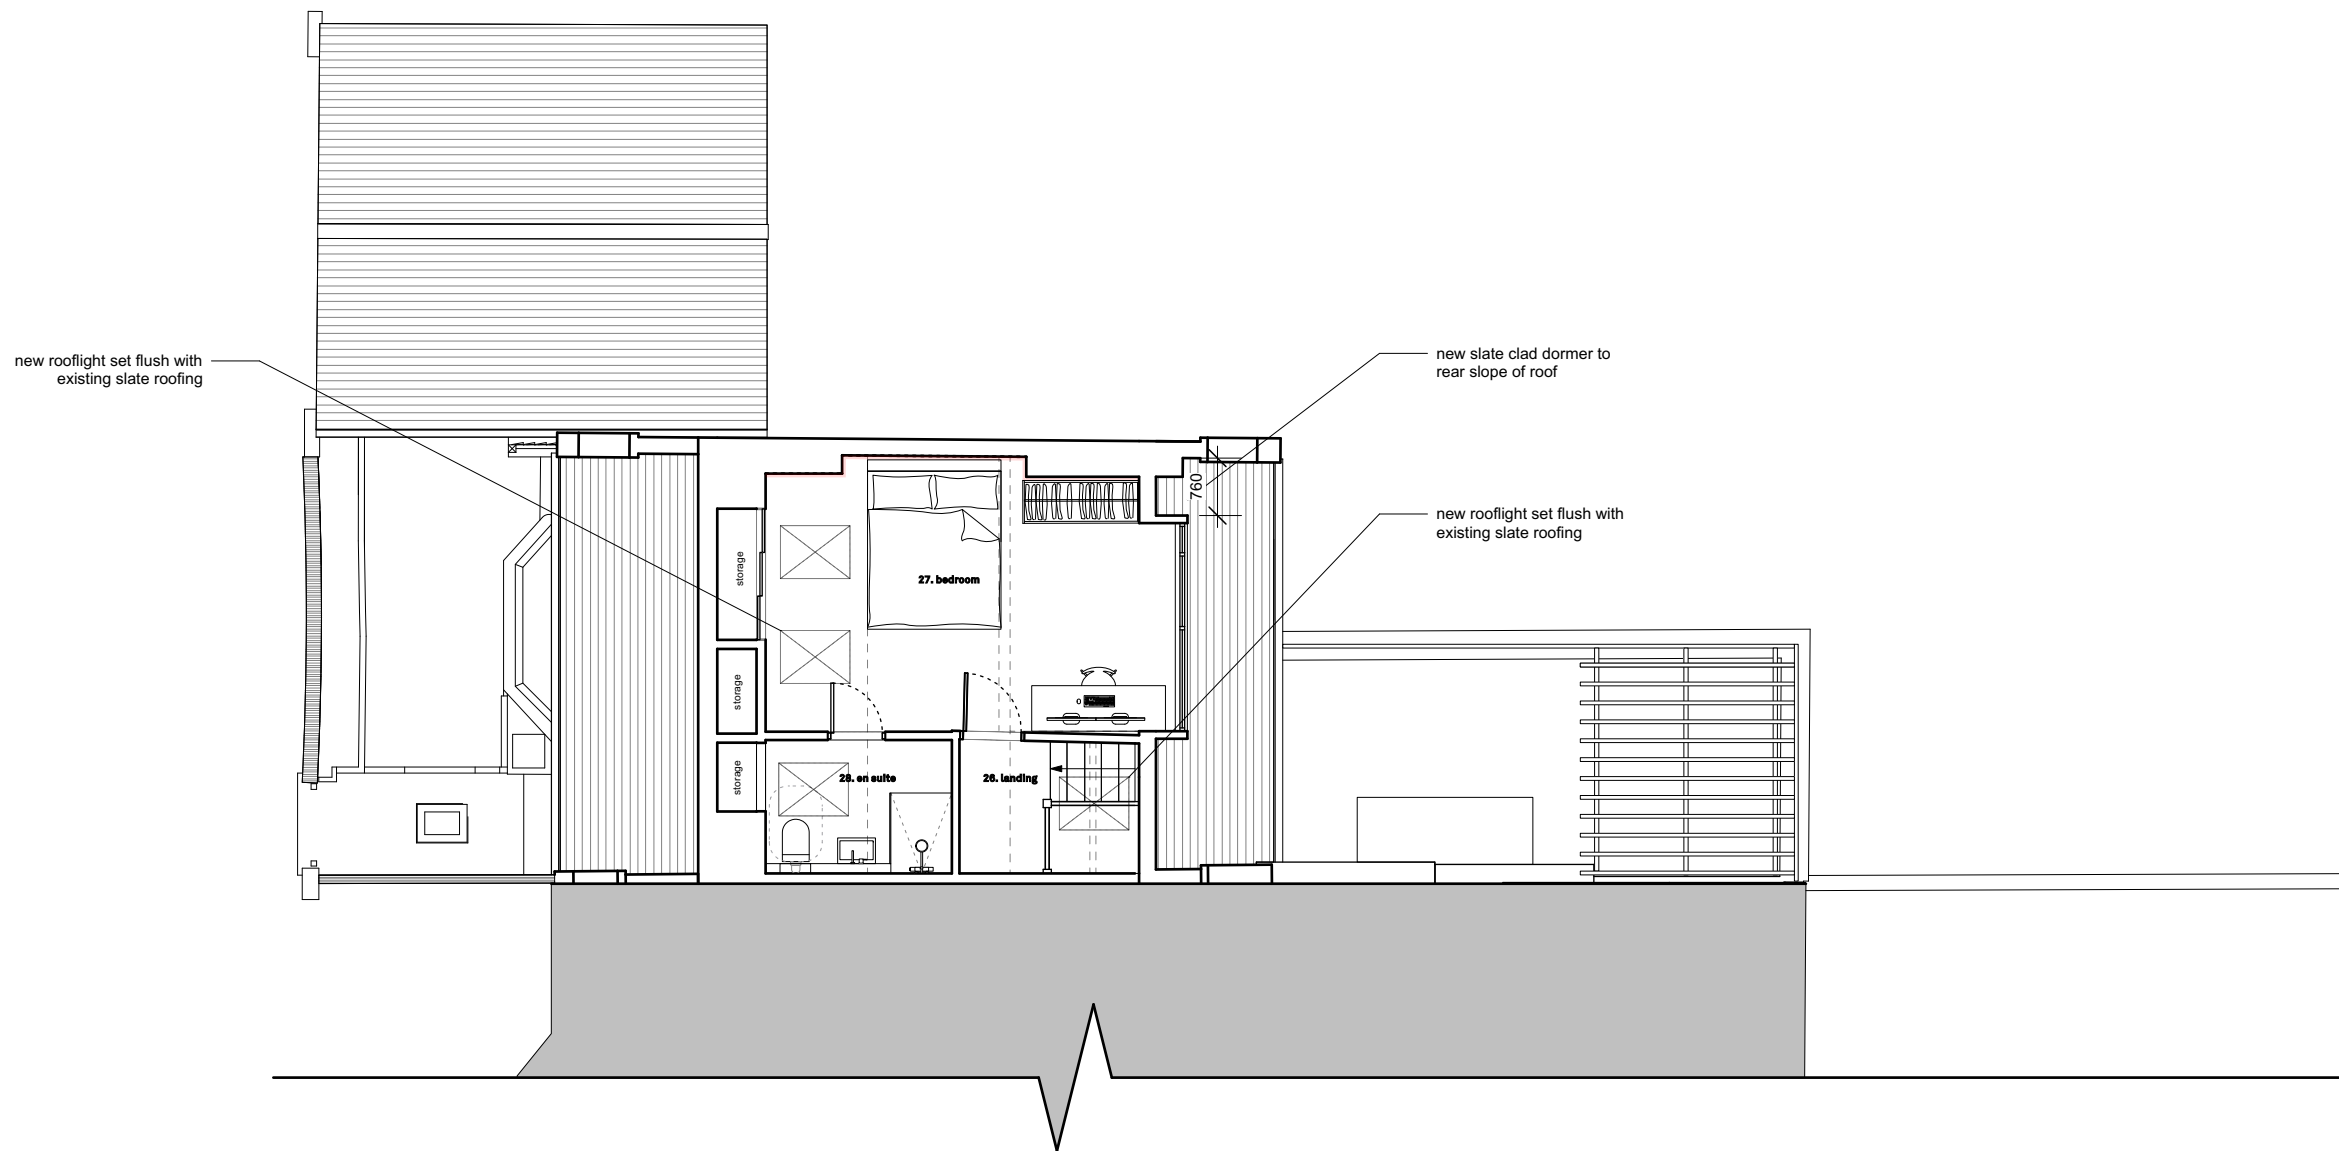 new rooflight set flush with
existing slate roofing
new slate clad dormer to
rear slope of roof
760
new rooflight set flush with
existing slate roofing
storage
27. bedroom
storage
storage
28. en suite
26. landing